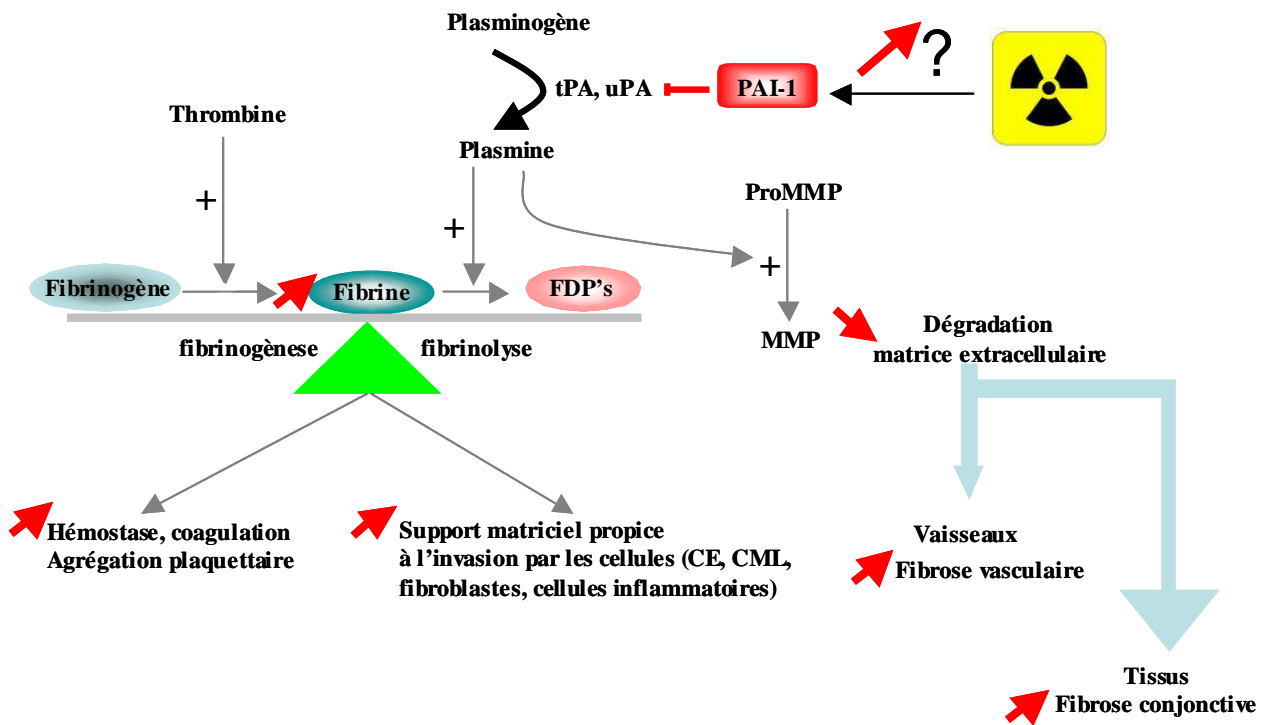 Plasminogène
?
tPA, uPA
PAI-1
Thrombine
Plasmine
ProMMP
+
+
+
Fibrinogène
Fibrine
FDP's
fibrinogènese
fibrinolyse
MMP
Dégradation
matrice extracellulaire
Hémostase, coagulation
Agrégation plaquettaire
Support matriciel propice
à l'invasion par les cellules (CE, CML,
fibroblastes, cellules inflammatoires)
Vaisseaux
Fibrose vasculaire
Tissus
Fibrose conjonctive